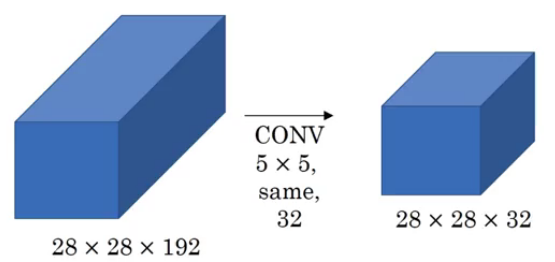 CONV
5 × 5,
same,
32
28 × 28 × 192
28 × 28 × 32